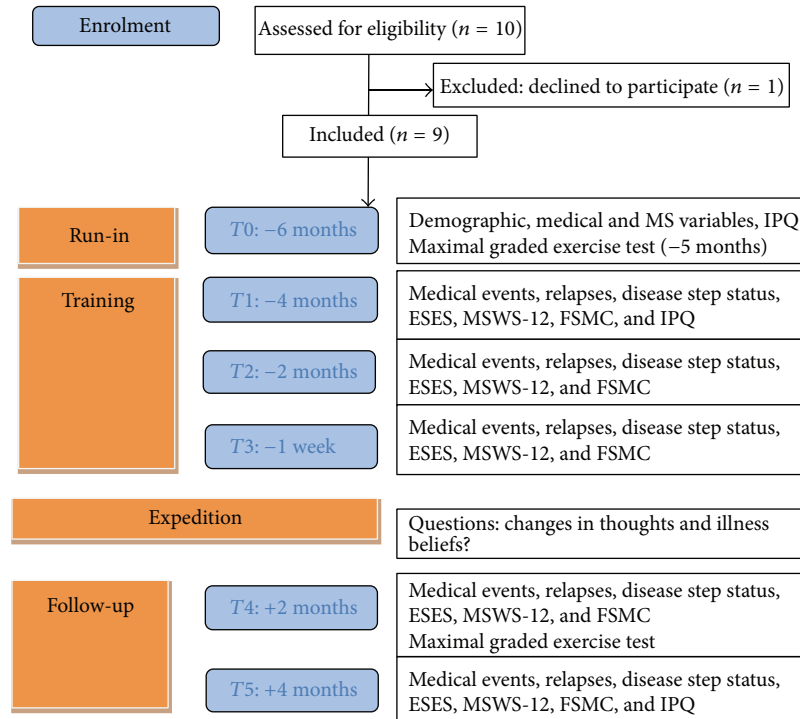 Enrolment
Assessed for eligibility (n = 10)
Excluded: declined to participate (n = 1)
Included (n = 9)
Run-in
T0: −6 months
Demographic, medical and MS variables, IPQ
Maximal graded exercise test (−5 months)
Training
T1: −4 months
Medical events, relapses, disease step status,
ESES, MSWS-12, FSMC, and IPQ
T2: −2 months
Medical events, relapses, disease step status,
ESES, MSWS-12, and FSMC
T3: −1 week
Medical events, relapses, disease step status,
ESES, MSWS-12, and FSMC
Expedition
Questions: changes in thoughts and illness
beliefs?
Follow-up
T4: +2 months
Medical events, relapses, disease step status,
ESES, MSWS-12, and FSMC
Maximal graded exercise test
T5: +4 months
Medical events, relapses, disease step status,
ESES, MSWS-12, FSMC, and IPQ